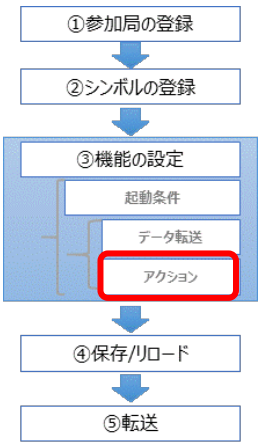 ①参加局の登録
②シンボルの登録
③機能の設定
起動条件
データ転送
アクション
④保存/リロード
⑤転送